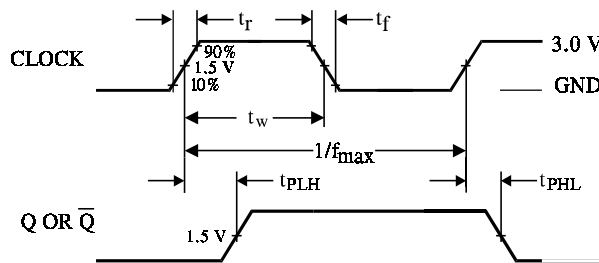 tr
tf
CLOCK
90%
1.5 V
10%
3.0 V
GND
tw
1/fmax
tPLH
tPHL
Q OR Q̅
1.5 V